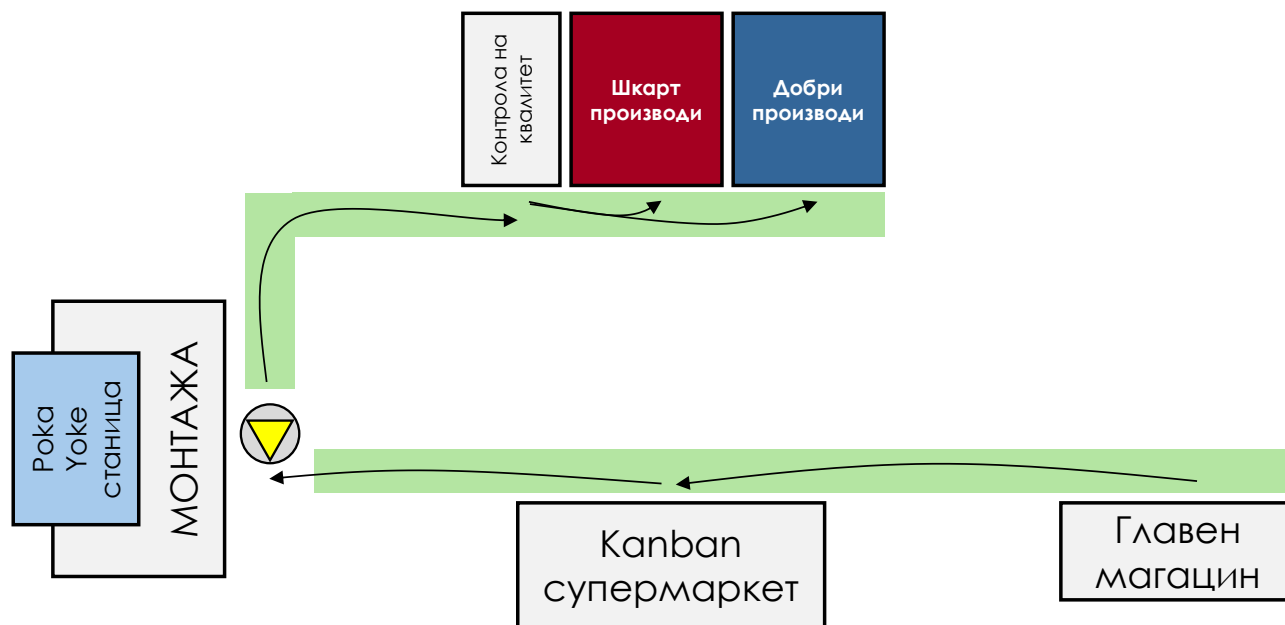 Контрола на
квалитет
Шкарт
производи
Добри
производи
Poka
Yoke
станица
МОНТАЖА
Kanban
супермаркет
Главен
магацин